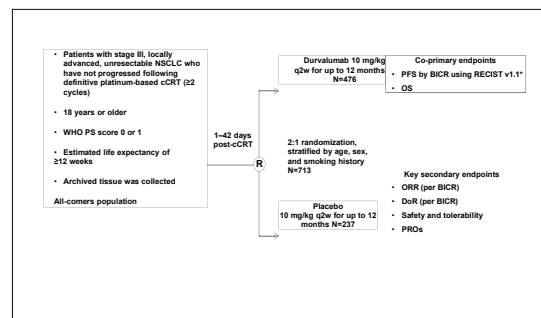 • Patients with stage III, locally
advanced, unresectable NSCLC who
have not progressed following
definitive platinum-based cCRT (≥2
cycles)
• 18 years or older
• WHO PS score 0 or 1
• Estimated life expectancy of
≥12 weeks
• Archived tissue was collected
All-comers population
1–42 days
post-cCRT
R
Durvalumab 10 mg/kg
q2w for up to 12 months
N=476
2:1 randomization,
stratified by age, sex,
and smoking history
N=713
Placebo
10 mg/kg q2w for up to 12
months N=237
Co-primary endpoints
• PFS by BICR using RECIST v1.1*
• OS
Key secondary endpoints
• ORR (per BICR)
• DoR (per BICR)
• Safety and tolerability
• PROs